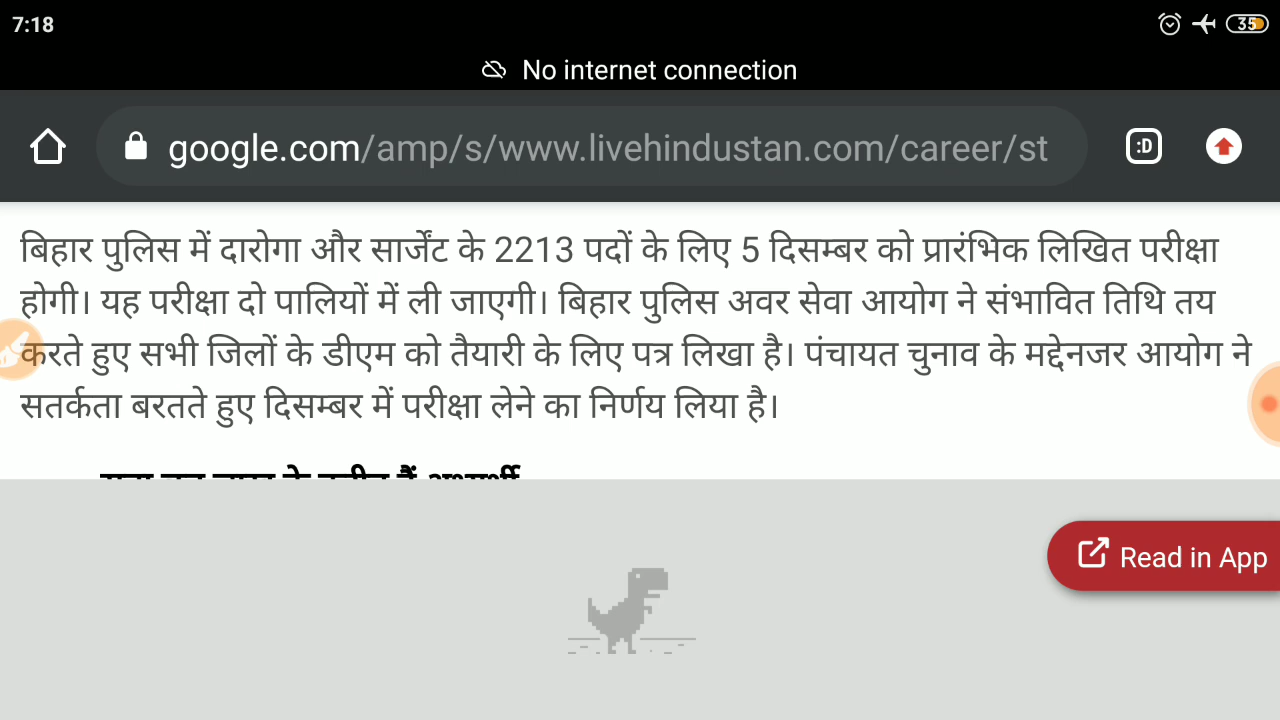 7:18
35
No internet connection
google.com/amp/s/www.livehindustan.com/career/st
:D
बिहार पुलिस में दारोगा और सार्जेंट के 2213 पदों के लिए 5 दिसम्बर को प्रारंभिक लिखित परीक्षा
होगी। यह परीक्षा दो पालियों में ली जाएगी। बिहार पुलिस अवर सेवा आयोग ने संभावित तिथि तय
करते हुए सभी जिलों के डीएम को तैयारी के लिए पत्र लिखा है। पंचायत चुनाव के मद्देनजर आयोग ने
सतर्कता बरतते हुए दिसम्बर में परीक्षा लेने का निर्णय लिया है।
Read in App